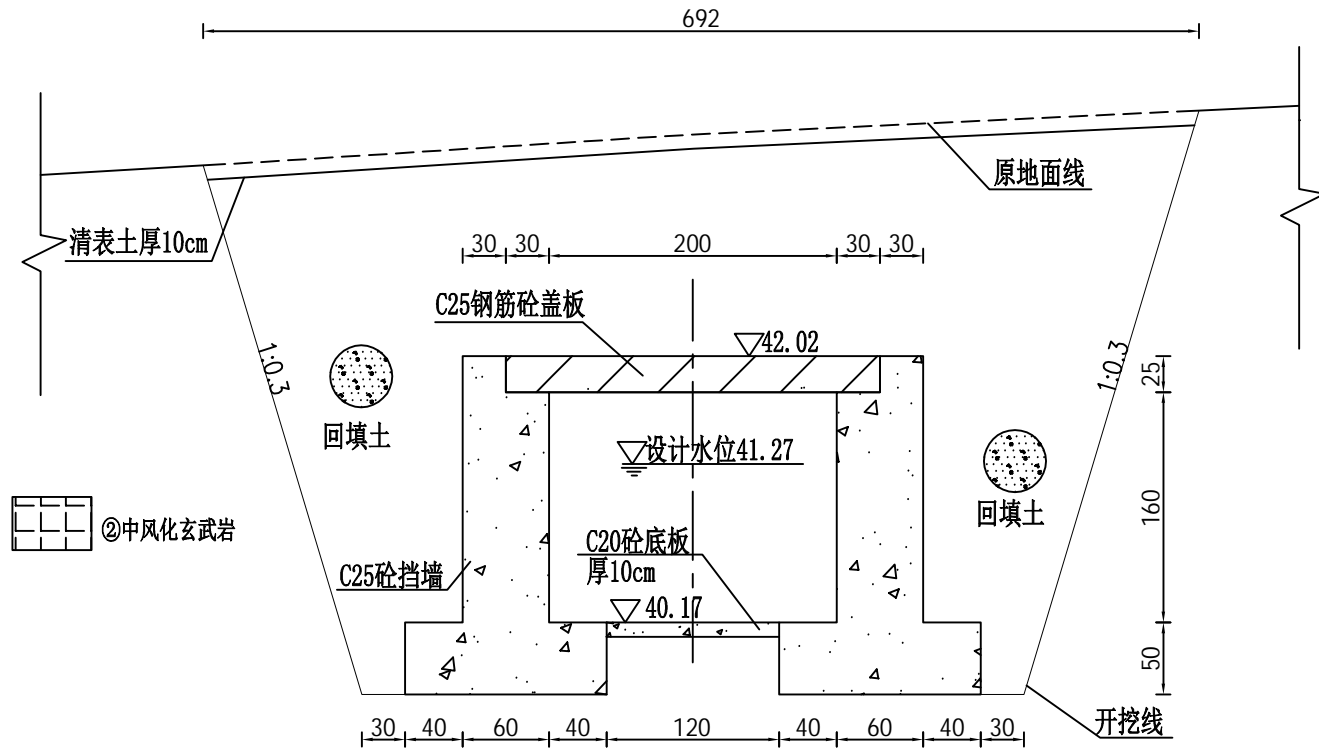 692
原地面线
清表土厚10cm
30 30 200 30 30
C25钢筋砼盖板
42.02
1:0.3
1:0.3
25
回填土
设计水位41.27
160
回填土
②中风化玄武岩
C20砼底板
厚10cm
C25砼挡墙
40.17
50
开挖线
30 40 60 40 120 40 60 40 30